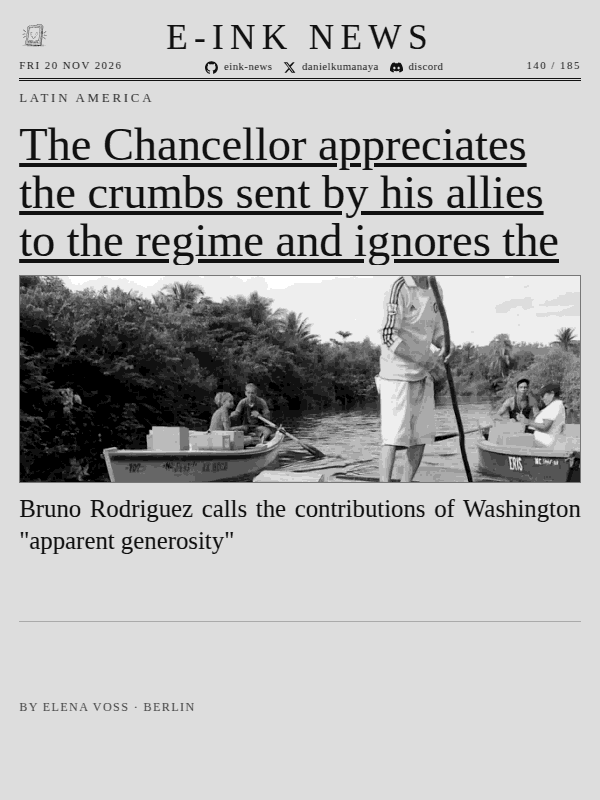 E-INK NEWS
FRI 20 NOV 2026
eink-news
danielkumanaya
discord
140 / 185
LATIN AMERICA
The Chancellor appreciates
the crumbs sent by his allies
to the regime and ignores the
ERIS
Bruno Rodriguez calls the contributions of Washington
"apparent generosity"
BY ELENA VOSS · BERLIN